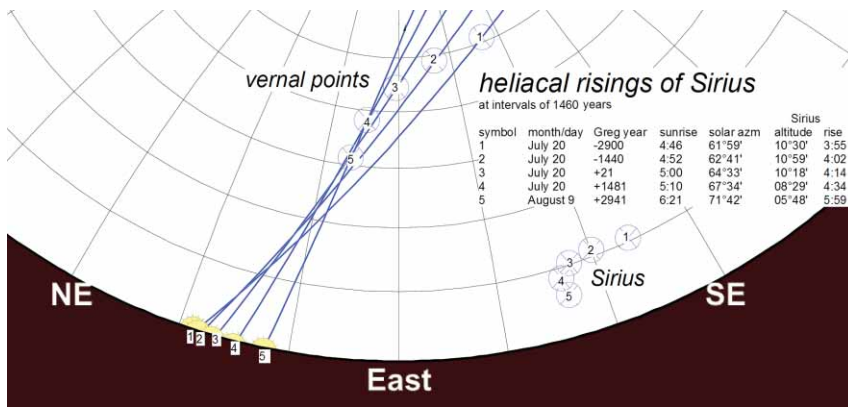 1
2
vernal points
3
heliacal risings of Sirius
at intervals of 1460 years
4
5
Sirius
symbol month/day Greg year sunrise solar azm altitude rise
1 July 20 -2900 4:46 61°59' 10°30' 3:55
2 July 20 -1440 4:52 62°41' 10°59' 4:02
3 July 20 +21 5:00 64°33' 10°18' 4:14
4 July 20 +1481 5:10 67°34' 08°29' 4:34
5 August 9 +2941 6:21 71°42' 05°48' 5:59
1
2
3
4
Sirius
5
NE
SE
1
2
3
4
5
East